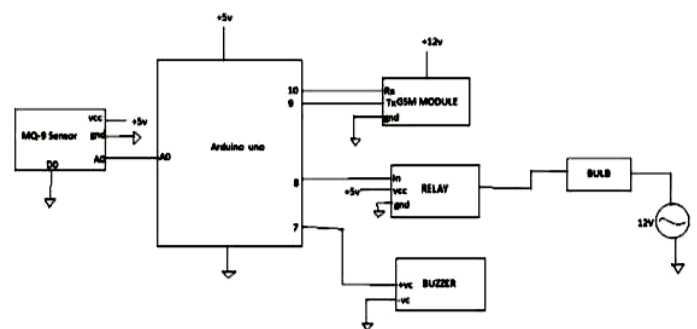 +5v
+12v
10
Rx
9
Tx GSM MODULE
gnd
vcc
+5v
MQ-9 Sensor
gnd
A0
A0
Arduino uno
D0
8
In
+5v
vcc
RELAY
gnd
BULB
12V
7
+vc
BUZZER
-vc